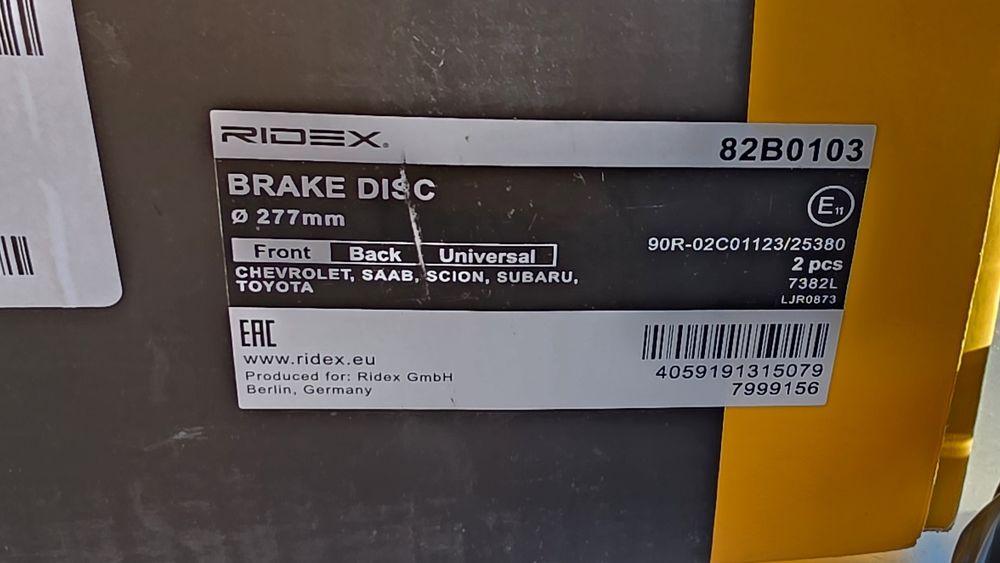 RIDEX®
82B0103
BRAKE DISC
Ø 277mm
E11
Front Back Universal
90R-02C01123/25380
CHEVROLET, SAAB, SCION, SUBARU,
TOYOTA
2 pcs
7382L
LJR0873
EAC
www.ridex.eu
Produced for: Ridex GmbH
Berlin, Germany
4059191315079
7999156